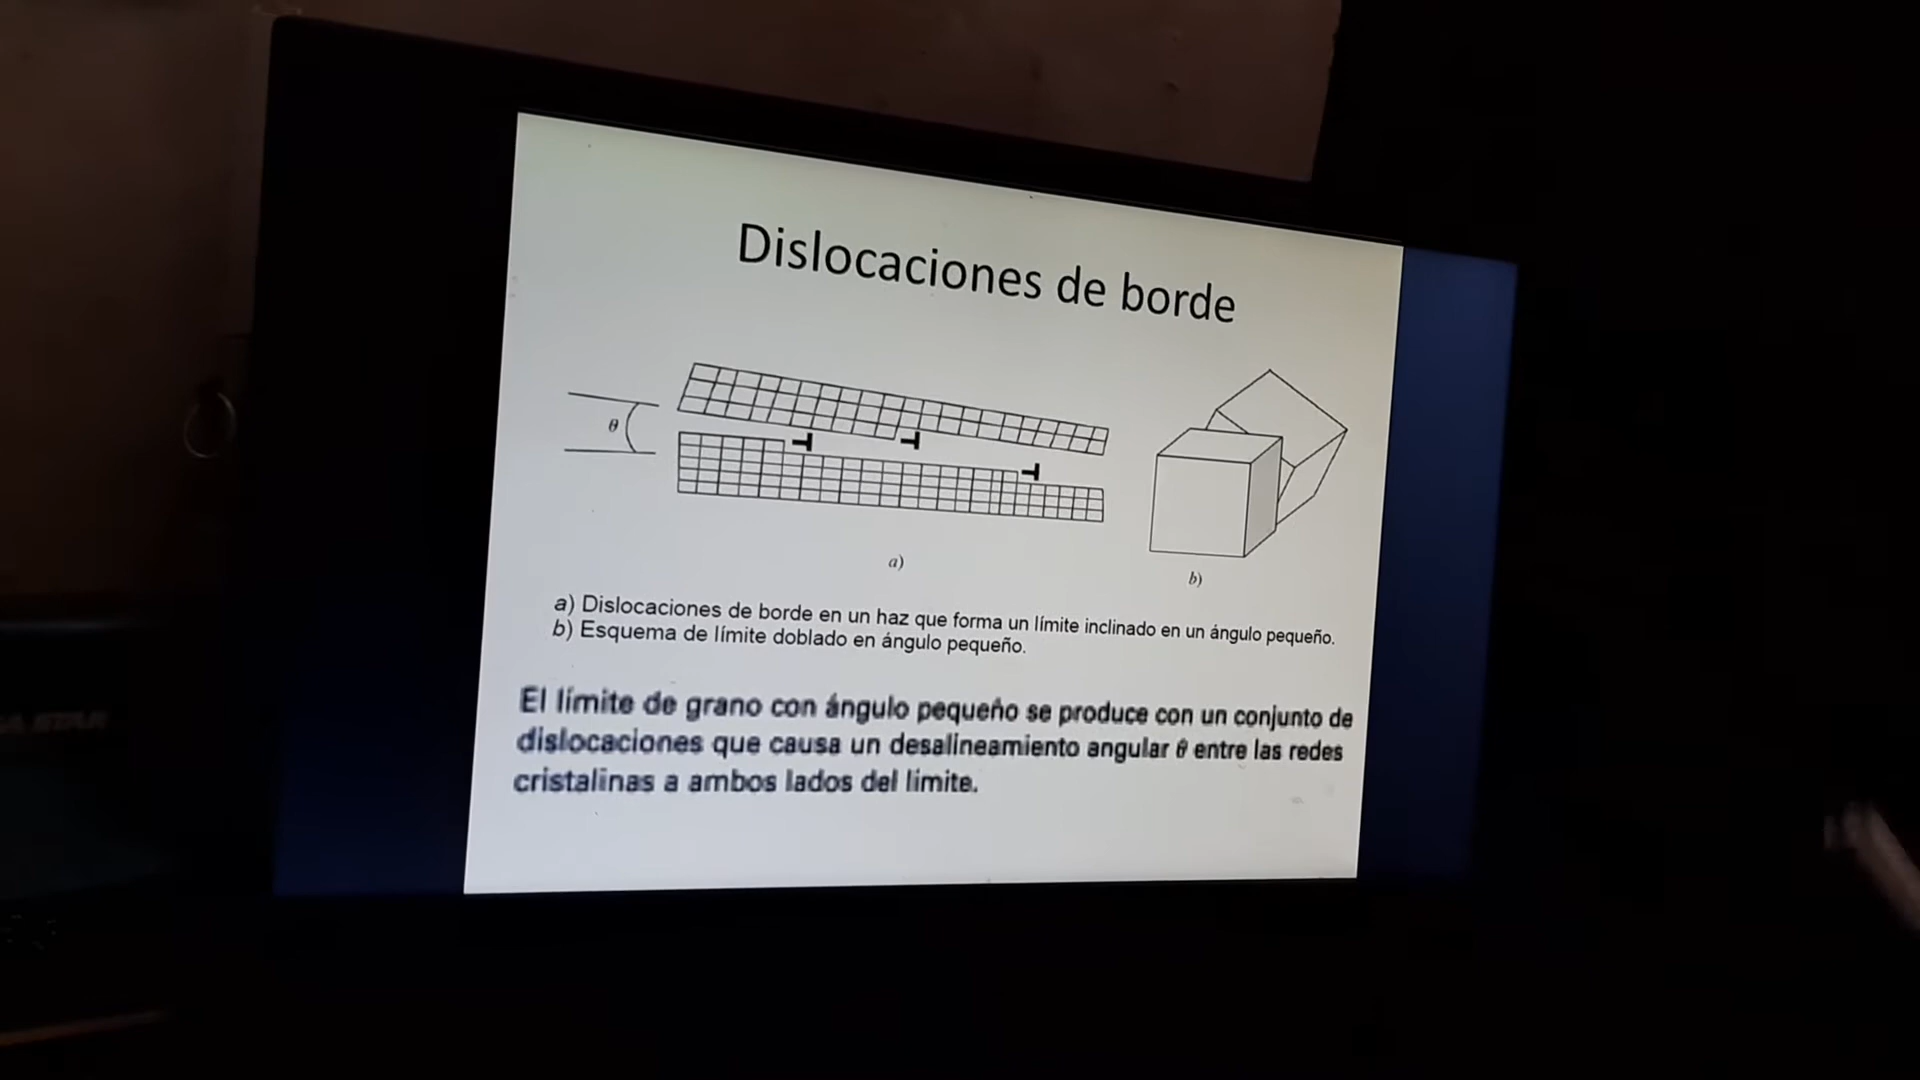 Dislocaciones de borde
θ
a)
b)
a) Dislocaciones de borde en un haz que forma un límite inclinado en un ángulo pequeño.
b) Esquema de límite doblado en ángulo pequeño.
El límite de grano con ángulo pequeño se produce con un conjunto de
dislocaciones que causa un desalineamiento angular θ entre las redes
cristalinas a ambos lados del límite.